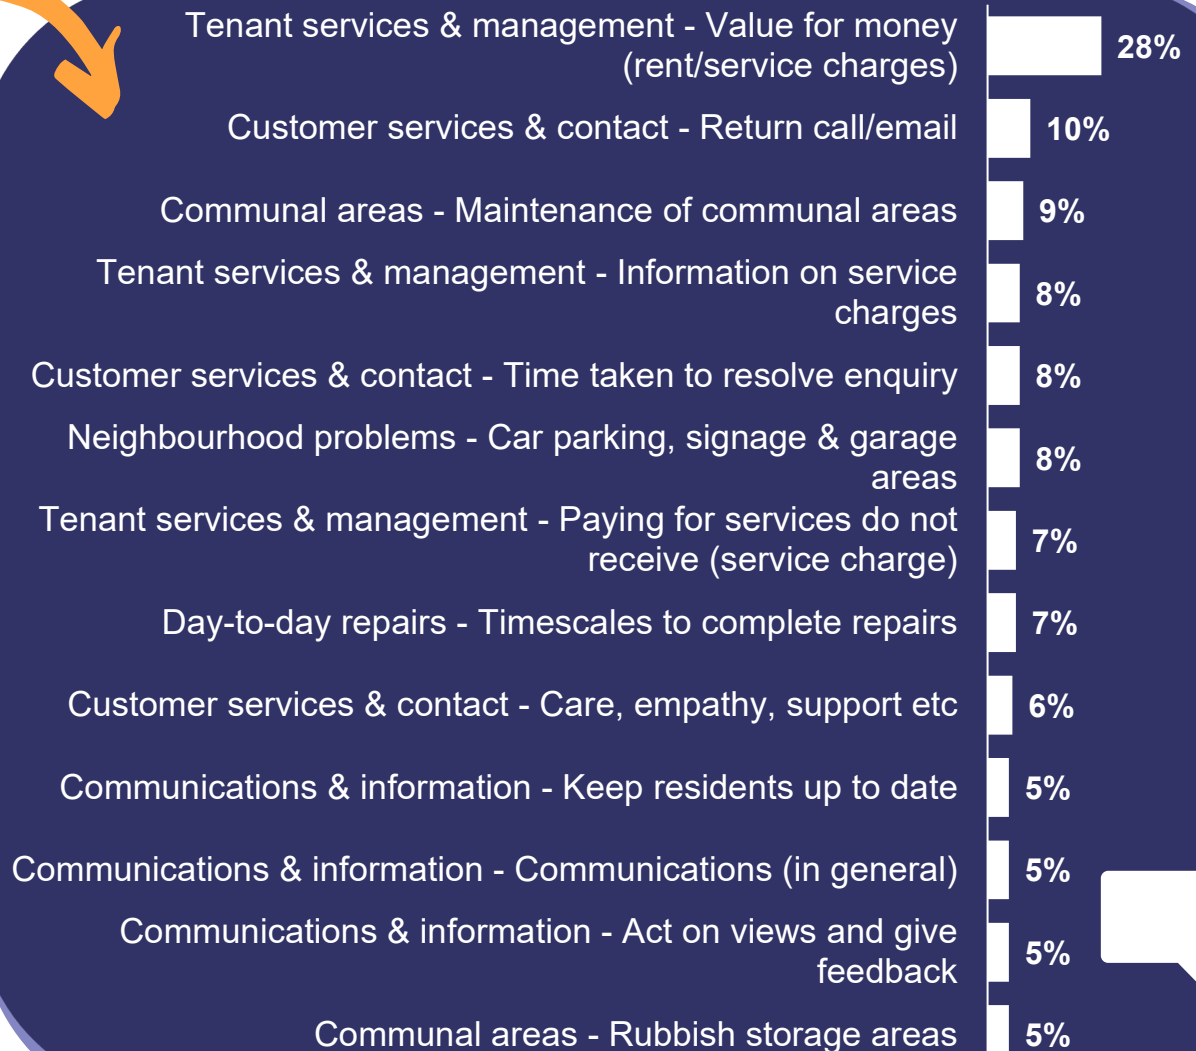 Tenant services & management - Value for money
(rent/service charges)
28%
Customer services & contact - Return call/email
10%
Communal areas - Maintenance of communal areas
9%
Tenant services & management - Information on service
charges
8%
Customer services & contact - Time taken to resolve enquiry
8%
Neighbourhood problems - Car parking, signage & garage
areas
8%
Tenant services & management - Paying for services do not
receive (service charge)
7%
Day-to-day repairs - Timescales to complete repairs
7%
Customer services & contact - Care, empathy, support etc
6%
Communications & information - Keep residents up to date
5%
Communications & information - Communications (in general)
5%
Communications & information - Act on views and give
feedback
5%
Communal areas - Rubbish storage areas
5%